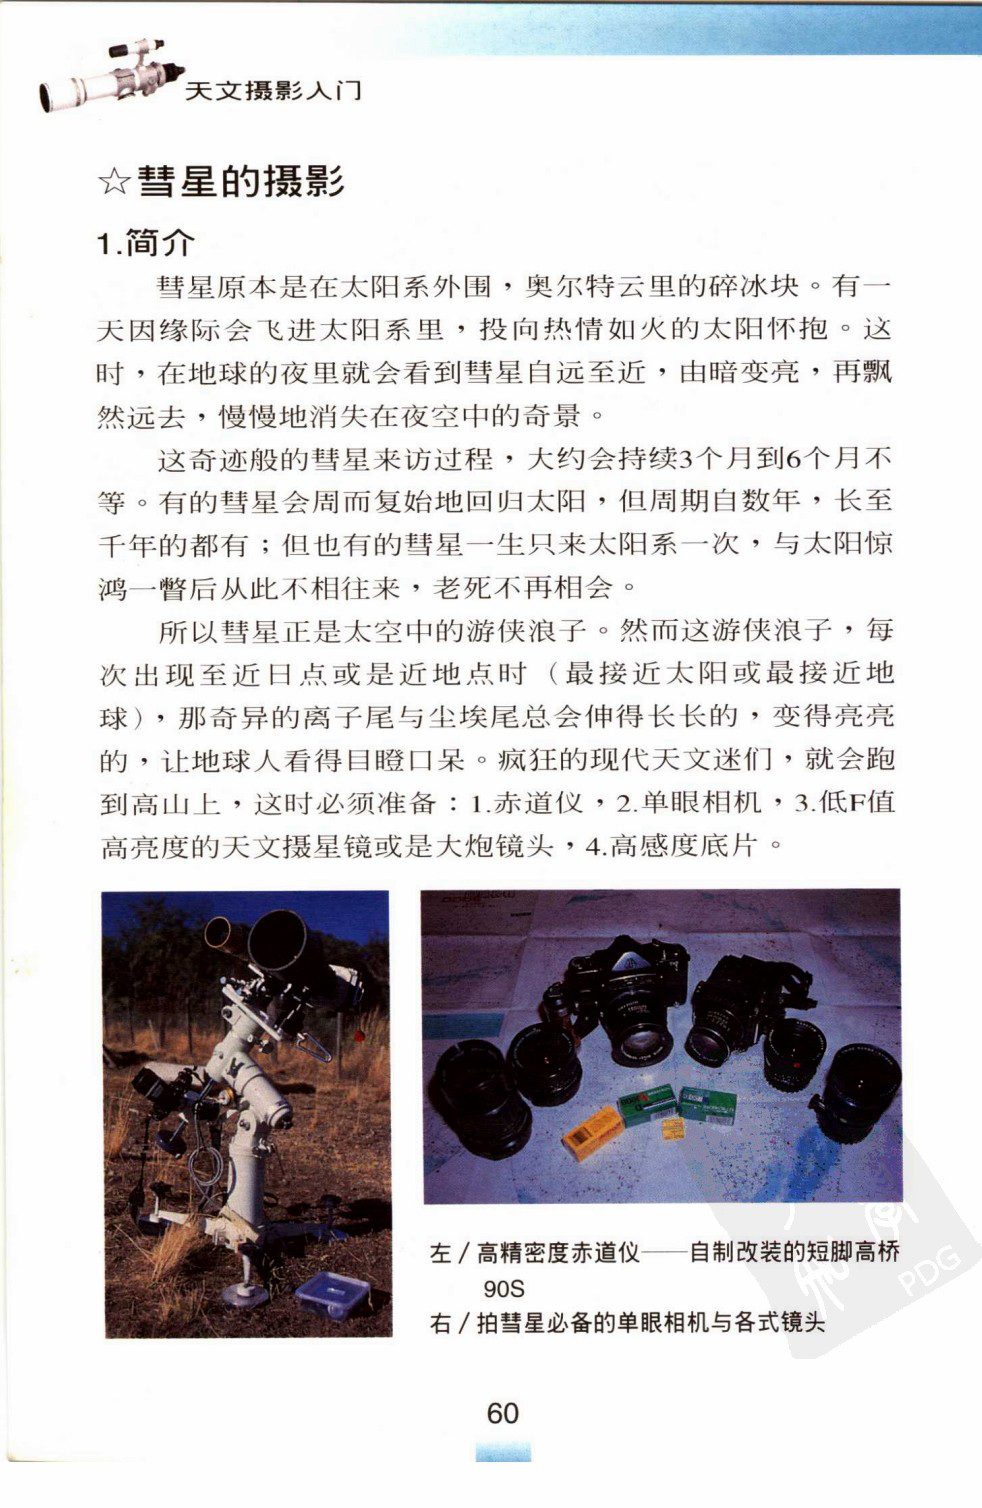 天文摄影入门
☆彗星的摄影
1.简介
彗星原本是在太阳系外围，奥尔特云里的碎冰块。有一
天因缘际会飞进太阳系里，投向热情如火的太阳怀抱。这
时，在地球的夜里就会看到彗星自远至近，由暗变亮，再飘
然远去，慢慢地消失在夜空中的奇景。
这奇迹般的彗星来访过程，大约会持续3个月到6个月不
等。有的彗星会周而复始地回归太阳，但周期自数年，长至
千年的都有；但也有的彗星一生只来太阳系一次，与太阳惊
鸿一瞥后从此不相往来，老死不再相会。
所以彗星正是太空中的游侠浪子。然而这游侠浪子，每
次出现至近日点或是近地点时（最接近太阳或最接近地
球），那奇异的离子尾与尘埃尾总会伸得长长的，变得亮亮
的，让地球人看得目瞪口呆。疯狂的现代天文迷们，就会跑
到高山上，这时必须准备：1.赤道仪，2.单眼相机，3.低F值
高亮度的天文摄星镜或是大炮镜头，4.高感度底片。
左/高精密度赤道仪——自制改装的短脚高桥
90S
右/拍彗星必备的单眼相机与各式镜头
PDG
60